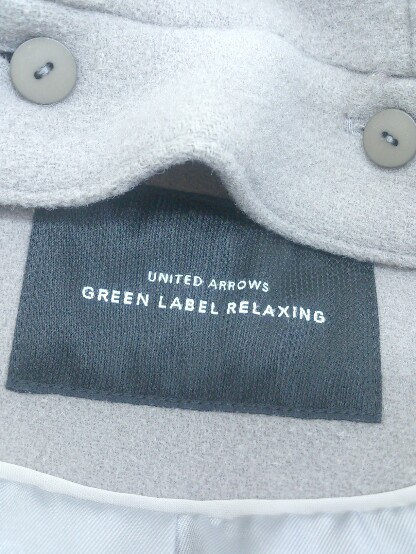 UNITED ARROWS
GREEN LABEL RELAXING